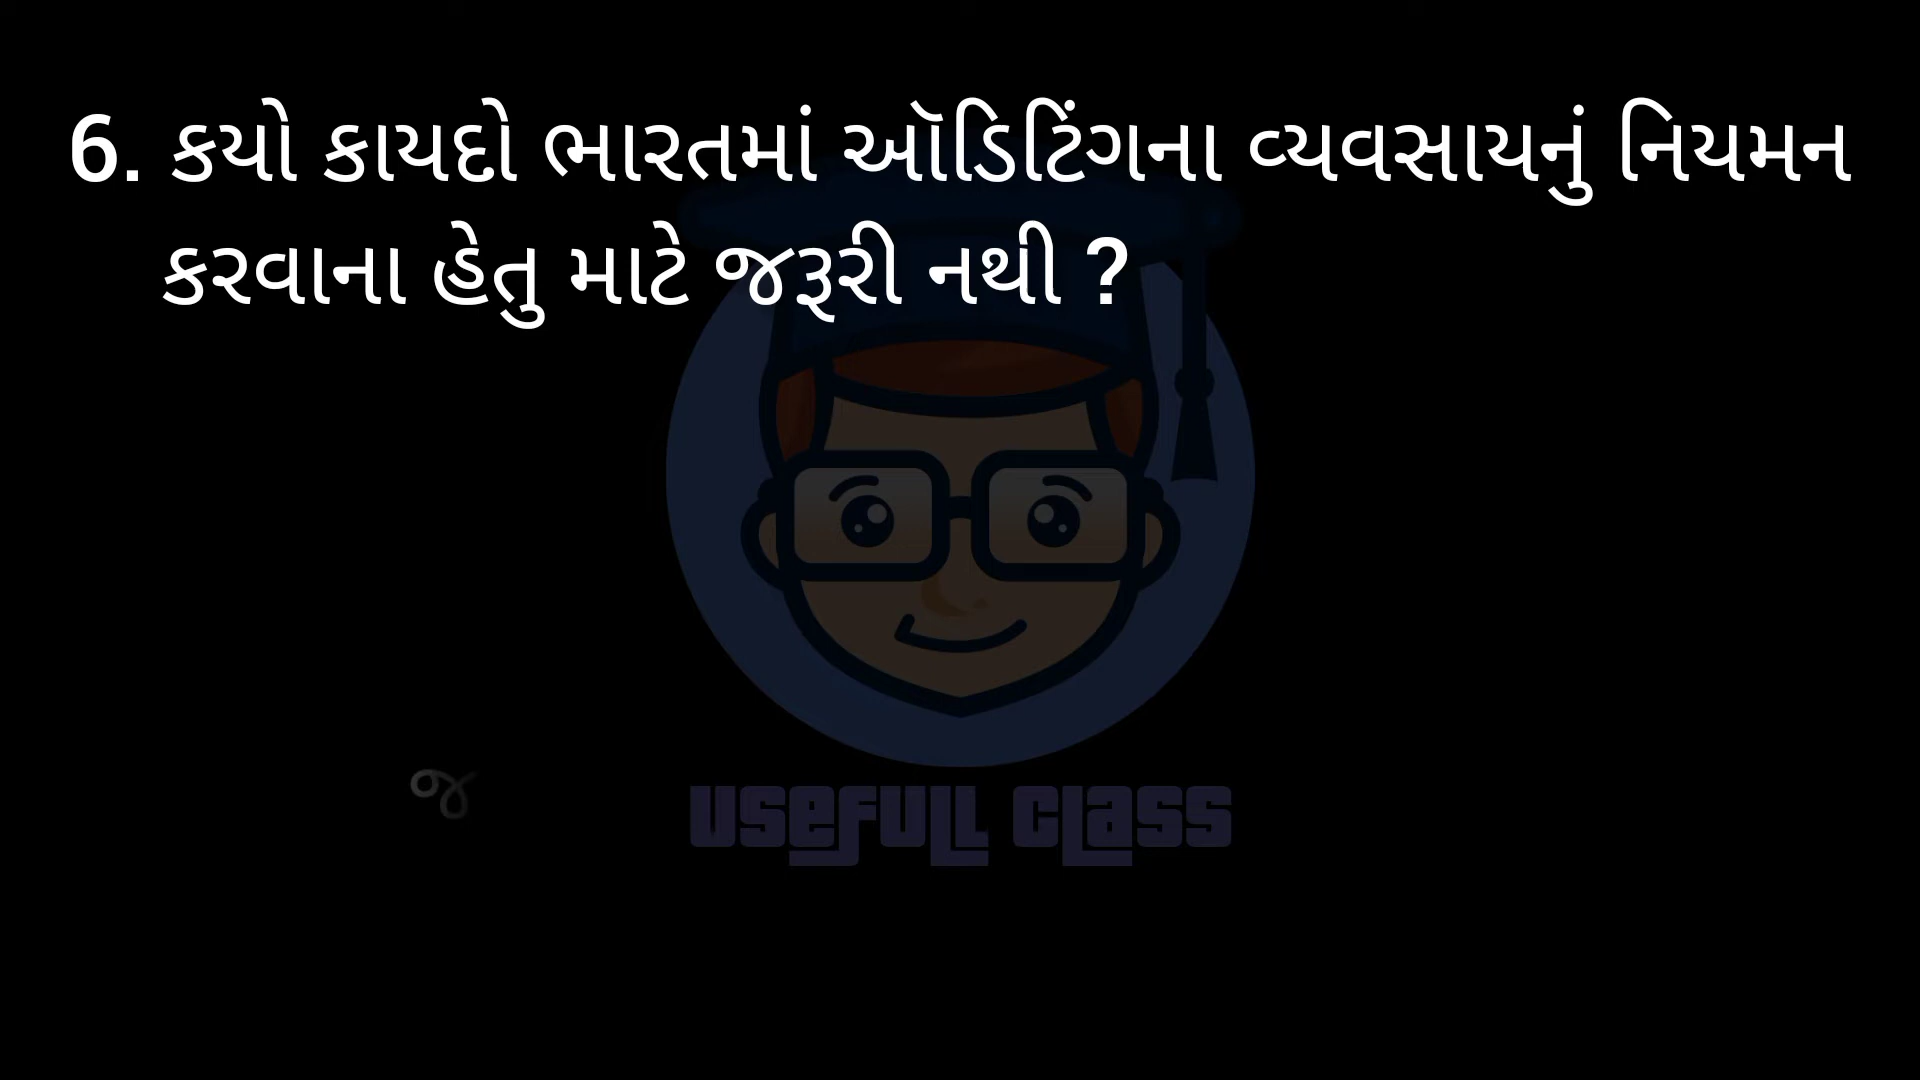 6. કયો કાયદો ભારતમાં ઑડિટિંગના વ્યવસાયનું નિયમન
કરવાના હેતુ માટે જરૂરી નથી ?
જ
USEFULL CLASS